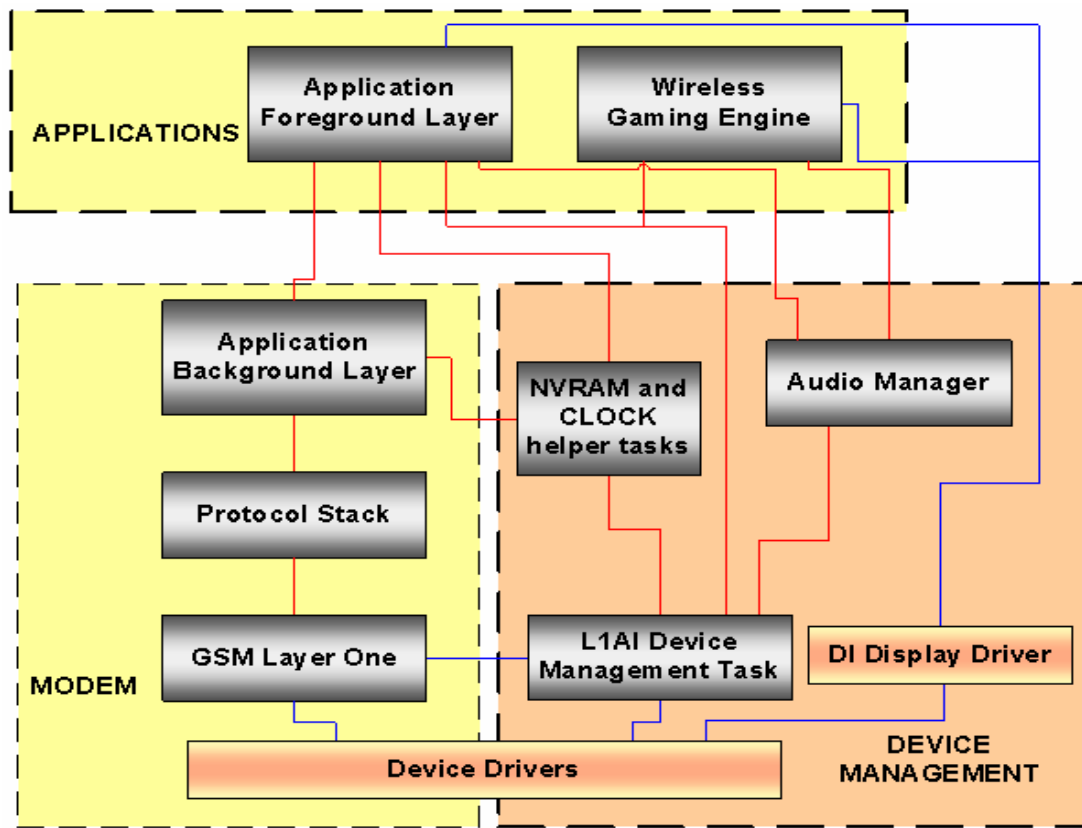 Application
Foreground Layer
Wireless
Gaming Engine
APPLICATIONS
Application
Background Layer
NVRAM and
CLOCK
helper tasks
Audio Manager
Protocol Stack
GSM Layer One
L1AI Device
Management Task
DI Display Driver
MODEM
Device Drivers
DEVICE
MANAGEMENT